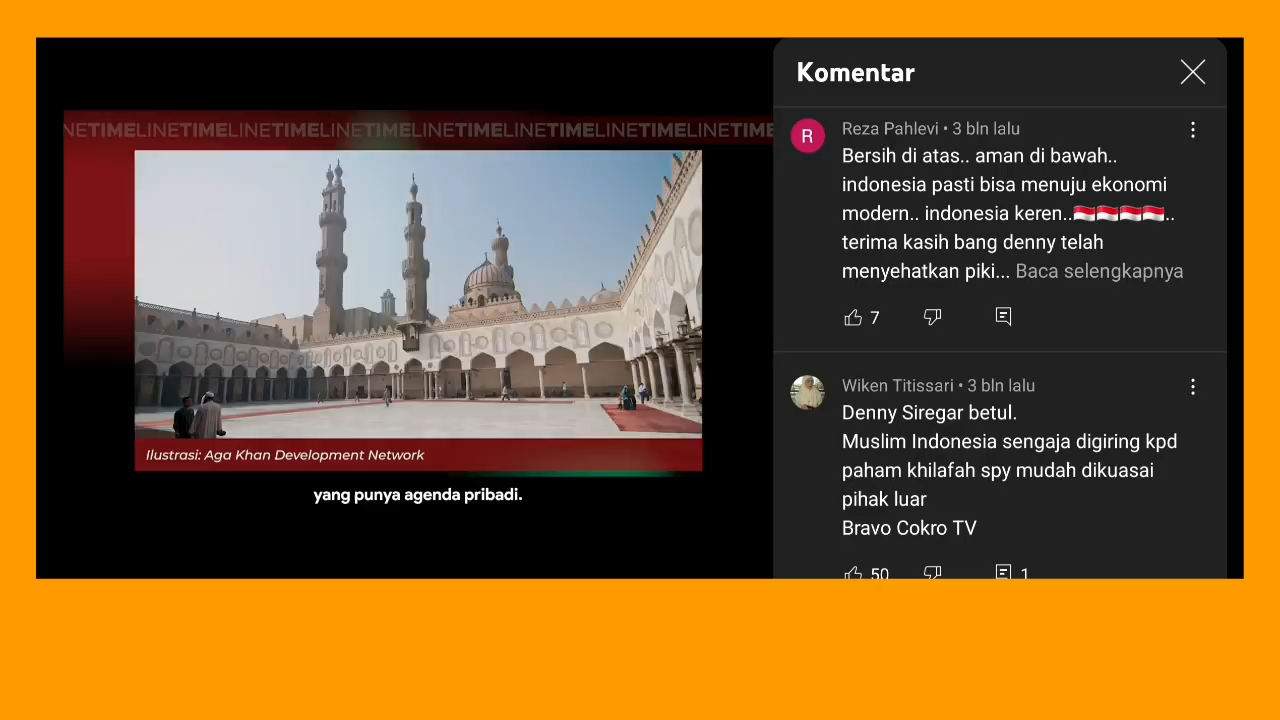 NETIMELINETIMELINETIMELINETIMELINETIMELINETIMELINETIMELINETIME
Ilustrasi: Aga Khan Development Network
yang punya agenda pribadi.
Komentar
R
Reza Pahlevi • 3 bln lalu
Bersih di atas.. aman di bawah..
indonesia pasti bisa menuju ekonomi
modern.. indonesia keren..🇮🇩🇮🇩🇮🇩🇮🇩..
terima kasih bang denny telah
menyehatkan piki... Baca selengkapnya
7
Wiken Titissari • 3 bln lalu
Denny Siregar betul.
Muslim Indonesia sengaja digiring kpd
paham khilafah spy mudah dikuasai
pihak luar
Bravo Cokro TV
50 1